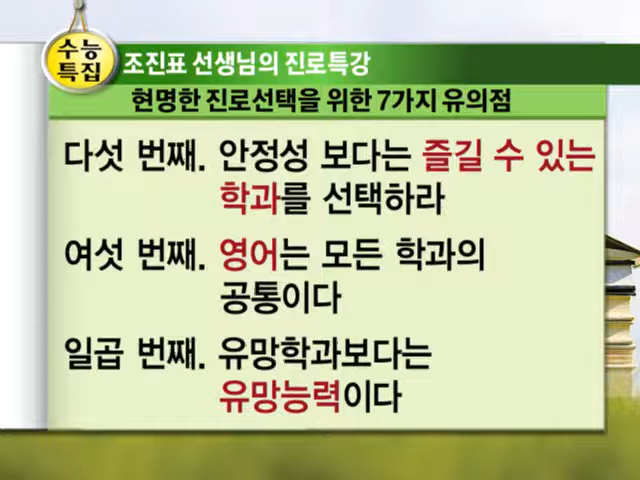 수능
특집
조진표 선생님의 진로특강
현명한 진로선택을 위한 7가지 유의점
다섯 번째. 안정성 보다는 즐길 수 있는
학과를 선택하라
여섯 번째. 영어는 모든 학과의
공통이다
일곱 번째. 유망학과보다는
유망능력이다